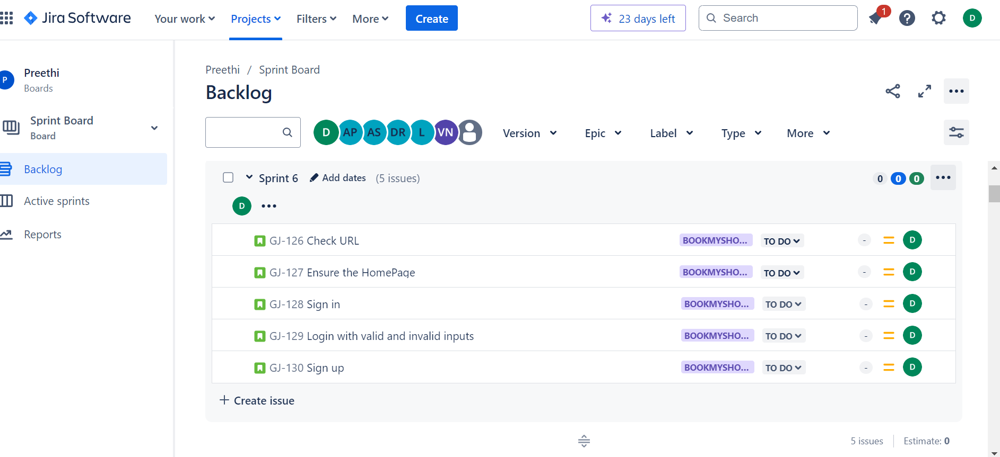 Jira Software Your work Projects Filters More Create 23 days left Search 1 ? D
P Preethi
Boards
Sprint Board
Board
Backlog
Active sprints
Reports
Preethi / Sprint Board
Backlog
D AP AS DR L VN Version Epic Label Type More
Sprint 6 Add dates (5 issues) 0 0 0
D
GJ-126 Check URL BOOKMYSHO... TO DO - D
GJ-127 Ensure the HomePage BOOKMYSHO... TO DO - D
GJ-128 Sign in BOOKMYSHO... TO DO - D
GJ-129 Login with valid and invalid inputs BOOKMYSHO... TO DO - D
GJ-130 Sign up BOOKMYSHO... TO DO - D
+ Create issue
5 issues Estimate: 0